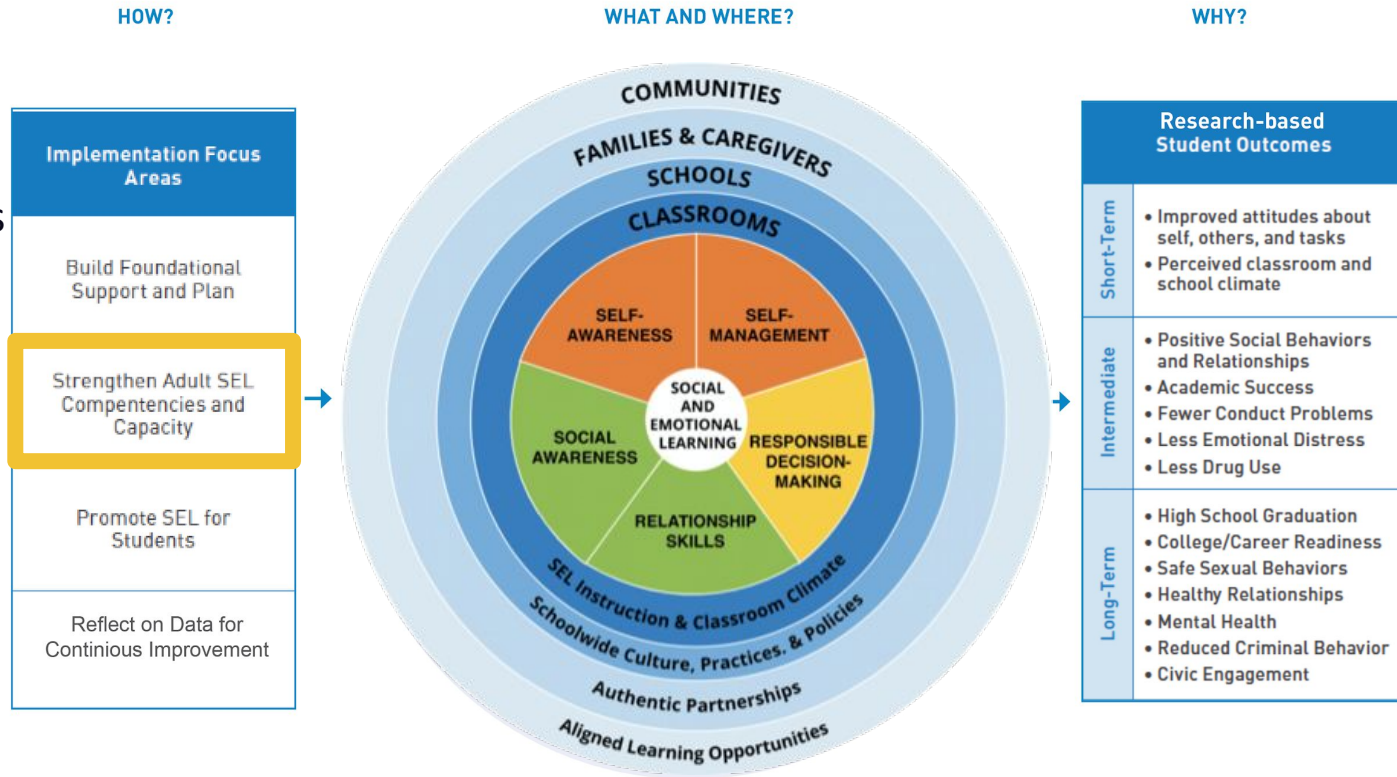 HOW?
WHAT AND WHERE?
WHY?
S
Implementation Focus
Areas
Build Foundational
Support and Plan
Strengthen Adult SEL
Compentencies and
Capacity
Promote SEL for
Students
Reflect on Data for
Continious Improvement
COMMUNITIES
FAMILIES & CAREGIVERS
SCHOOLS
CLASSROOMS
SELF-
AWARENESS
SELF-
MANAGEMENT
SOCIAL
AND
EMOTIONAL
LEARNING
SOCIAL
AWARENESS
RESPONSIBLE
DECISION-
MAKING
RELATIONSHIP
SKILLS
SEL Instruction & Classroom Climate
Schoolwide Culture, Practices. & Policies
Authentic Partnerships
Aligned Learning Opportunities
Research-based
Student Outcomes
Short-Term
• Improved attitudes about
self, others, and tasks
• Perceived classroom and
school climate
Intermediate
• Positive Social Behaviors
and Relationships
• Academic Success
• Fewer Conduct Problems
• Less Emotional Distress
• Less Drug Use
Long-Term
• High School Graduation
• College/Career Readiness
• Safe Sexual Behaviors
• Healthy Relationships
• Mental Health
• Reduced Criminal Behavior
• Civic Engagement